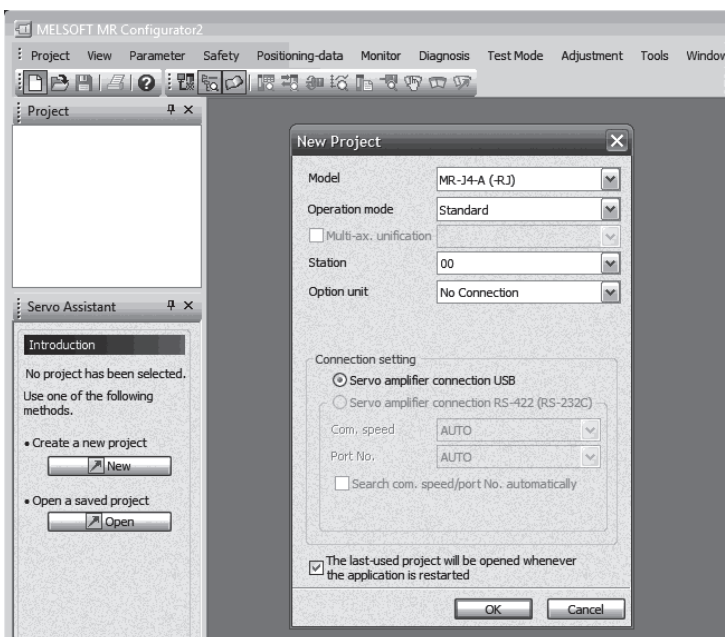 MELSOFT MR Configurator2
Project View Parameter Safety Positioning-data Monitor Diagnosis Test Mode Adjustment Tools Window
Project
Servo Assistant
Introduction
No project has been selected.
Use one of the following
methods.
• Create a new project
New
• Open a saved project
Open
New Project
Model MR-J4-A (-RJ)
Operation mode Standard
Multi-ax. unification
Station 00
Option unit No Connection
Connection setting
Servo amplifier connection USB
Servo amplifier connection RS-422 (RS-232C)
Com. speed AUTO
Port No. AUTO
Search com. speed/port No. automatically
The last-used project will be opened whenever
the application is restarted
OK Cancel